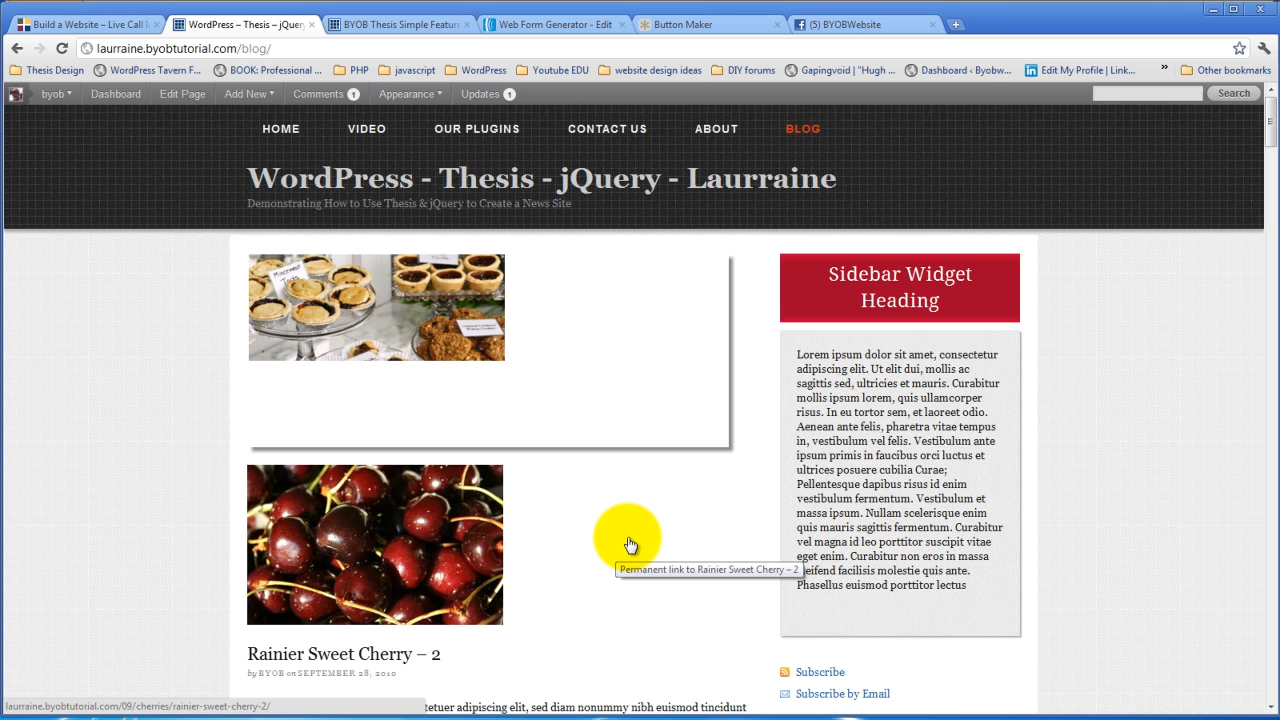 Build a Website – Live Call I
WordPress – Thesis – jQuery
BYOB Thesis Simple Feature
Web Form Generator - Edit
Button Maker
(5) BYOBWebsite
laurraine.byobtutorial.com/blog/
Thesis Design
WordPress Tavern F...
BOOK: Professional ...
PHP
javascript
WordPress
Youtube EDU
website design ideas
DIY forums
Gapingvoid | "Hugh ...
Dashboard ‹ Byobw...
Edit My Profile | Link...
»
Other bookmarks
byob
Dashboard
Edit Page
Add New
Comments 1
Appearance
Updates 1
Search
HOME
VIDEO
OUR PLUGINS
CONTACT US
ABOUT
BLOG
WordPress - Thesis - jQuery - Laurraine
Demonstrating How to Use Thesis & jQuery to Create a News Site
Sidebar Widget
Heading
Lorem ipsum dolor sit amet, consectetur
adipiscing elit. Ut elit dui, mollis ac
sagittis sed, ultricies et mauris. Curabitur
mollis ipsum lorem, quis ullamcorper
risus. In eu tortor sem, et laoreet odio.
Aenean ante felis, pharetra vitae tempus
in, vestibulum vel felis. Vestibulum ante
ipsum primis in faucibus orci luctus et
ultrices posuere cubilia Curae;
Pellentesque dapibus risus id enim
vestibulum fermentum. Vestibulum et
massa ipsum. Nullam scelerisque enim
quis mauris sagittis fermentum. Curabitur
vel magna id leo porttitor suscipit vitae
eget enim. Curabitur non eros in massa
eleifend facilisis molestie quis ante.
Phasellus euismod porttitor lectus
Permanent link to Rainier Sweet Cherry – 2
Rainier Sweet Cherry – 2
by BYOB on SEPTEMBER 28, 2010
Subscribe
Subscribe by Email
laurraine.byobtutorial.com/09/cherries/rainier-sweet-cherry-2/
tetuer adipiscing elit, sed diam nonummy nibh euismod tincidunt